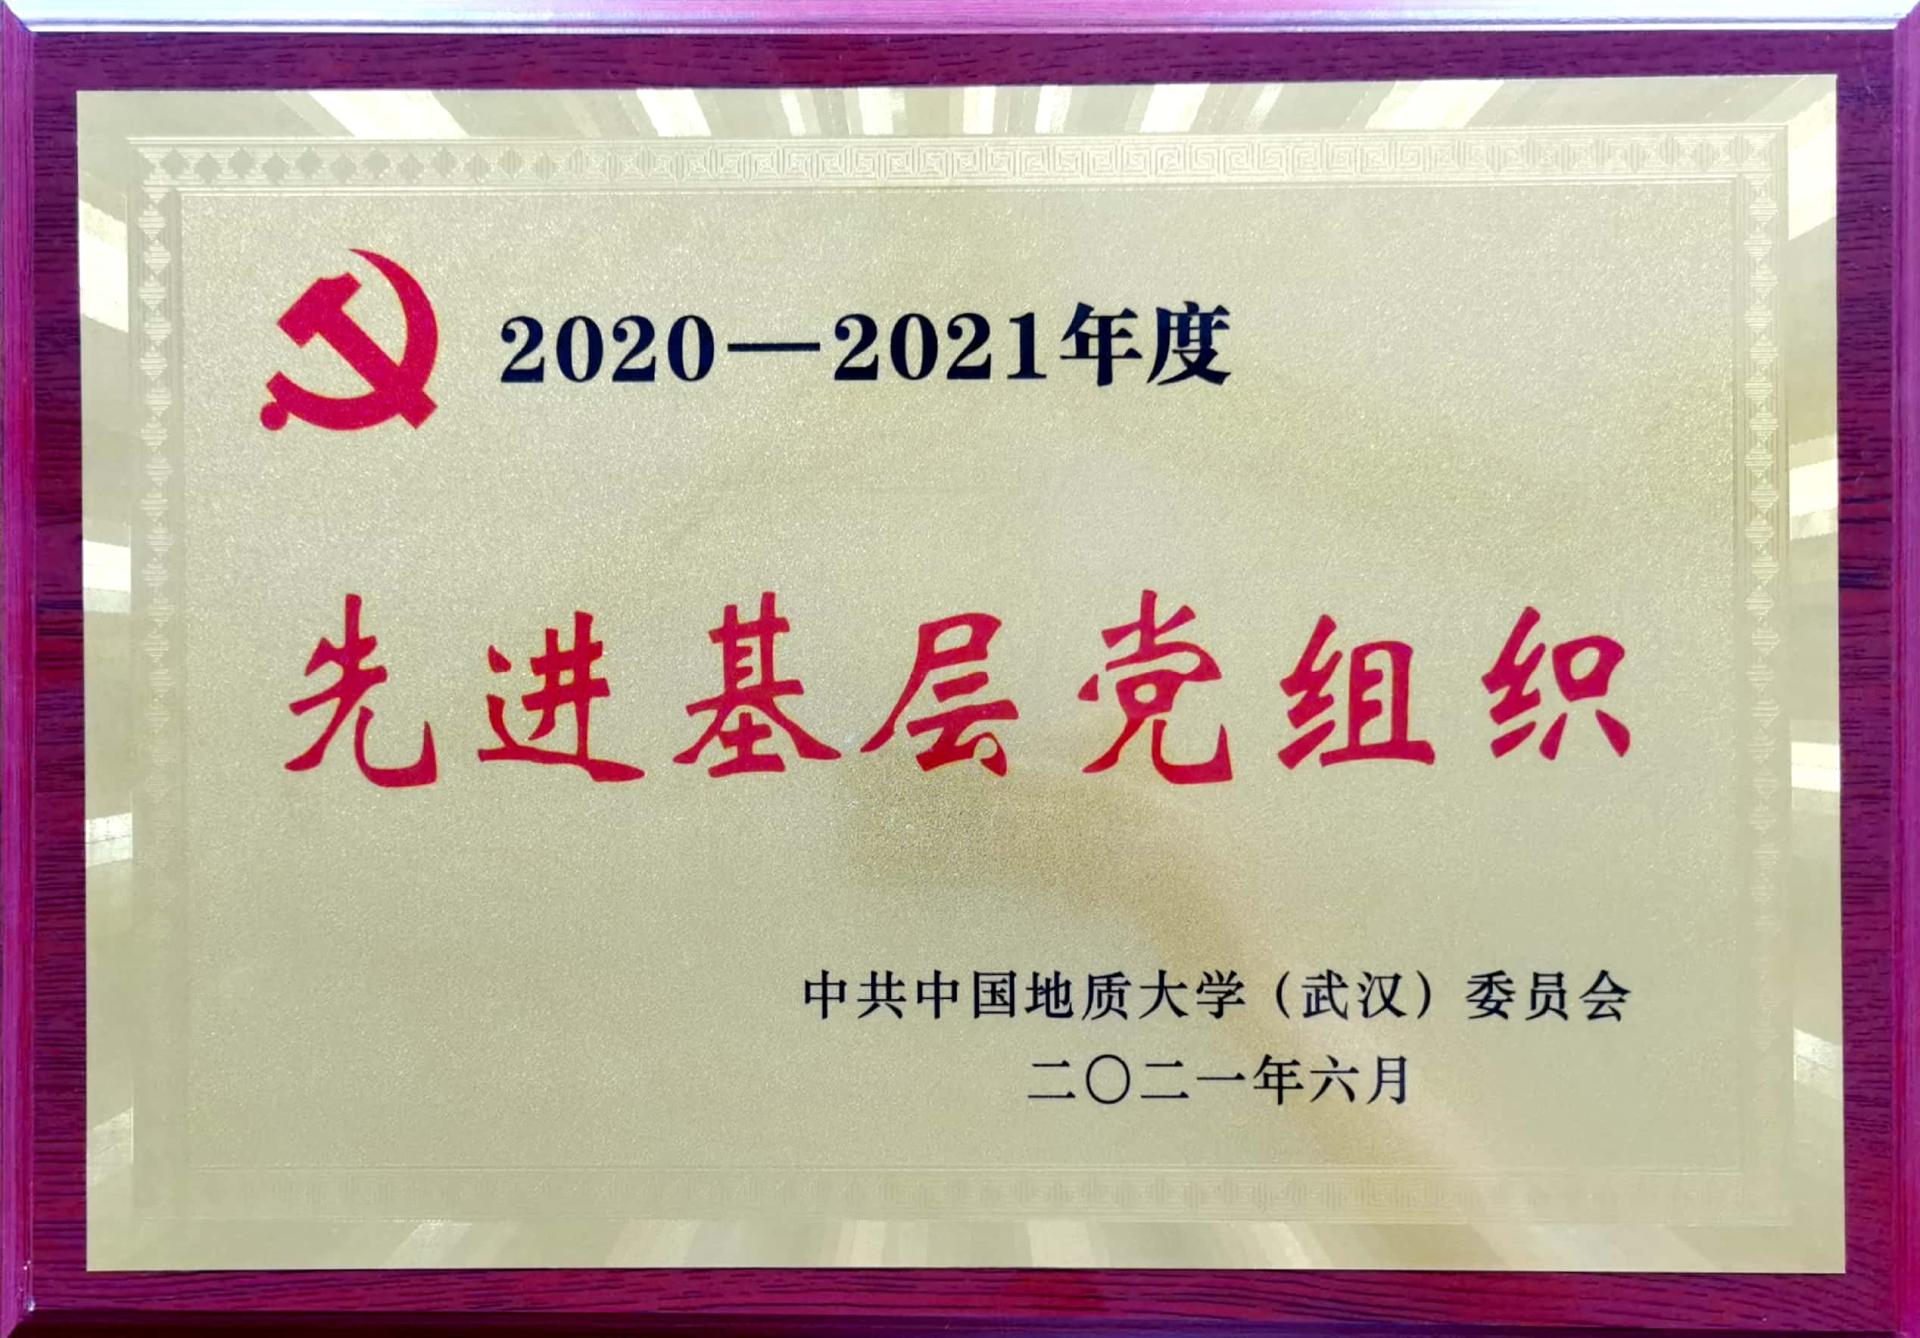 2020—2021年度
先进基层党组织
中共中国地质大学（武汉）委员会
二〇二一年六月